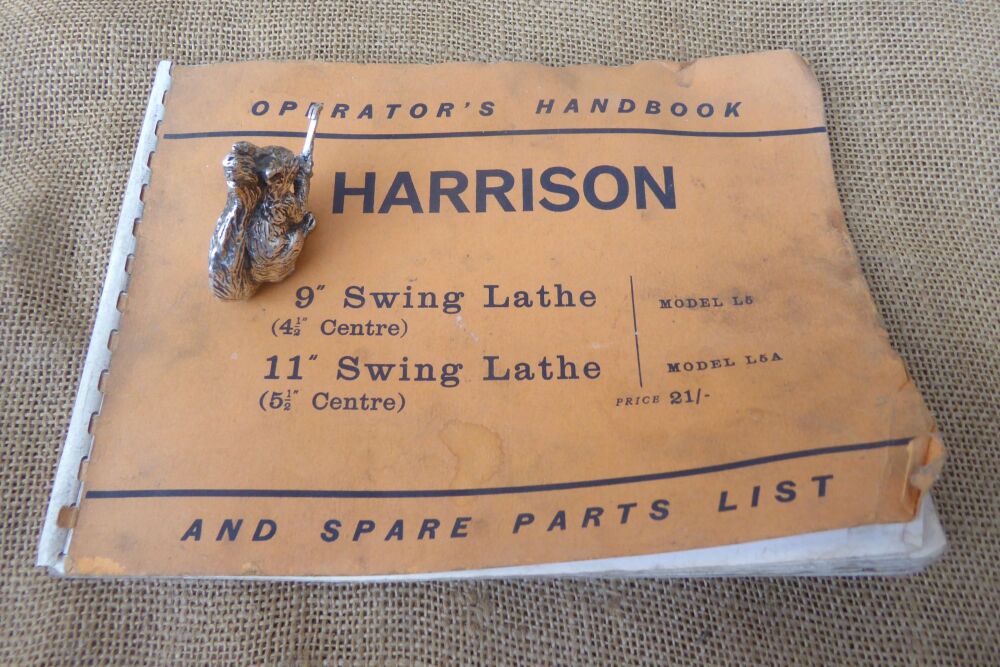 OPERATOR'S HANDBOOK
HARRISON
9" Swing Lathe
(4½" Centre)
MODEL L5
11" Swing Lathe
(5½" Centre)
MODEL L5A
PRICE 21/-
AND SPARE PARTS LIST